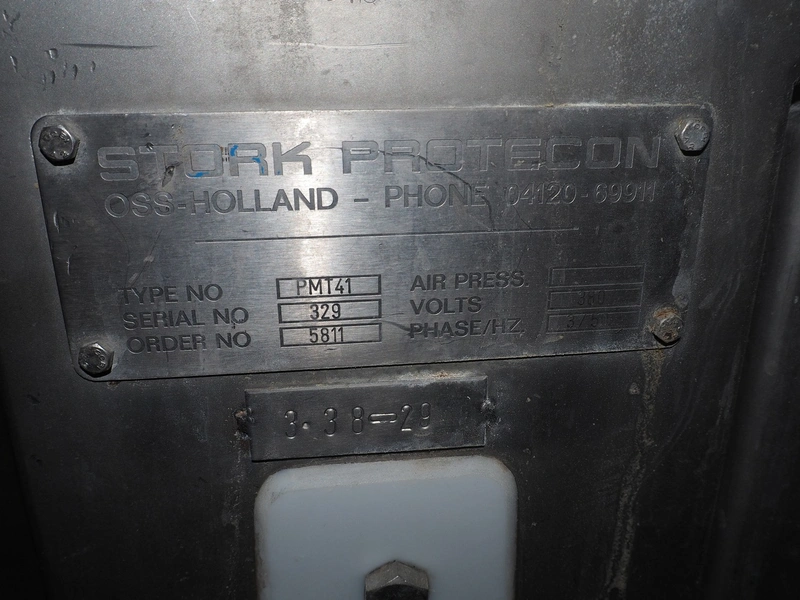 STORK PROTECON
OSS-HOLLAND - PHONE 04120-69911
TYPE NO PMT41 AIR PRESS.
SERIAL NO 329 VOLTS 380
ORDER NO 5811 PHASE/HZ.
3.38-29